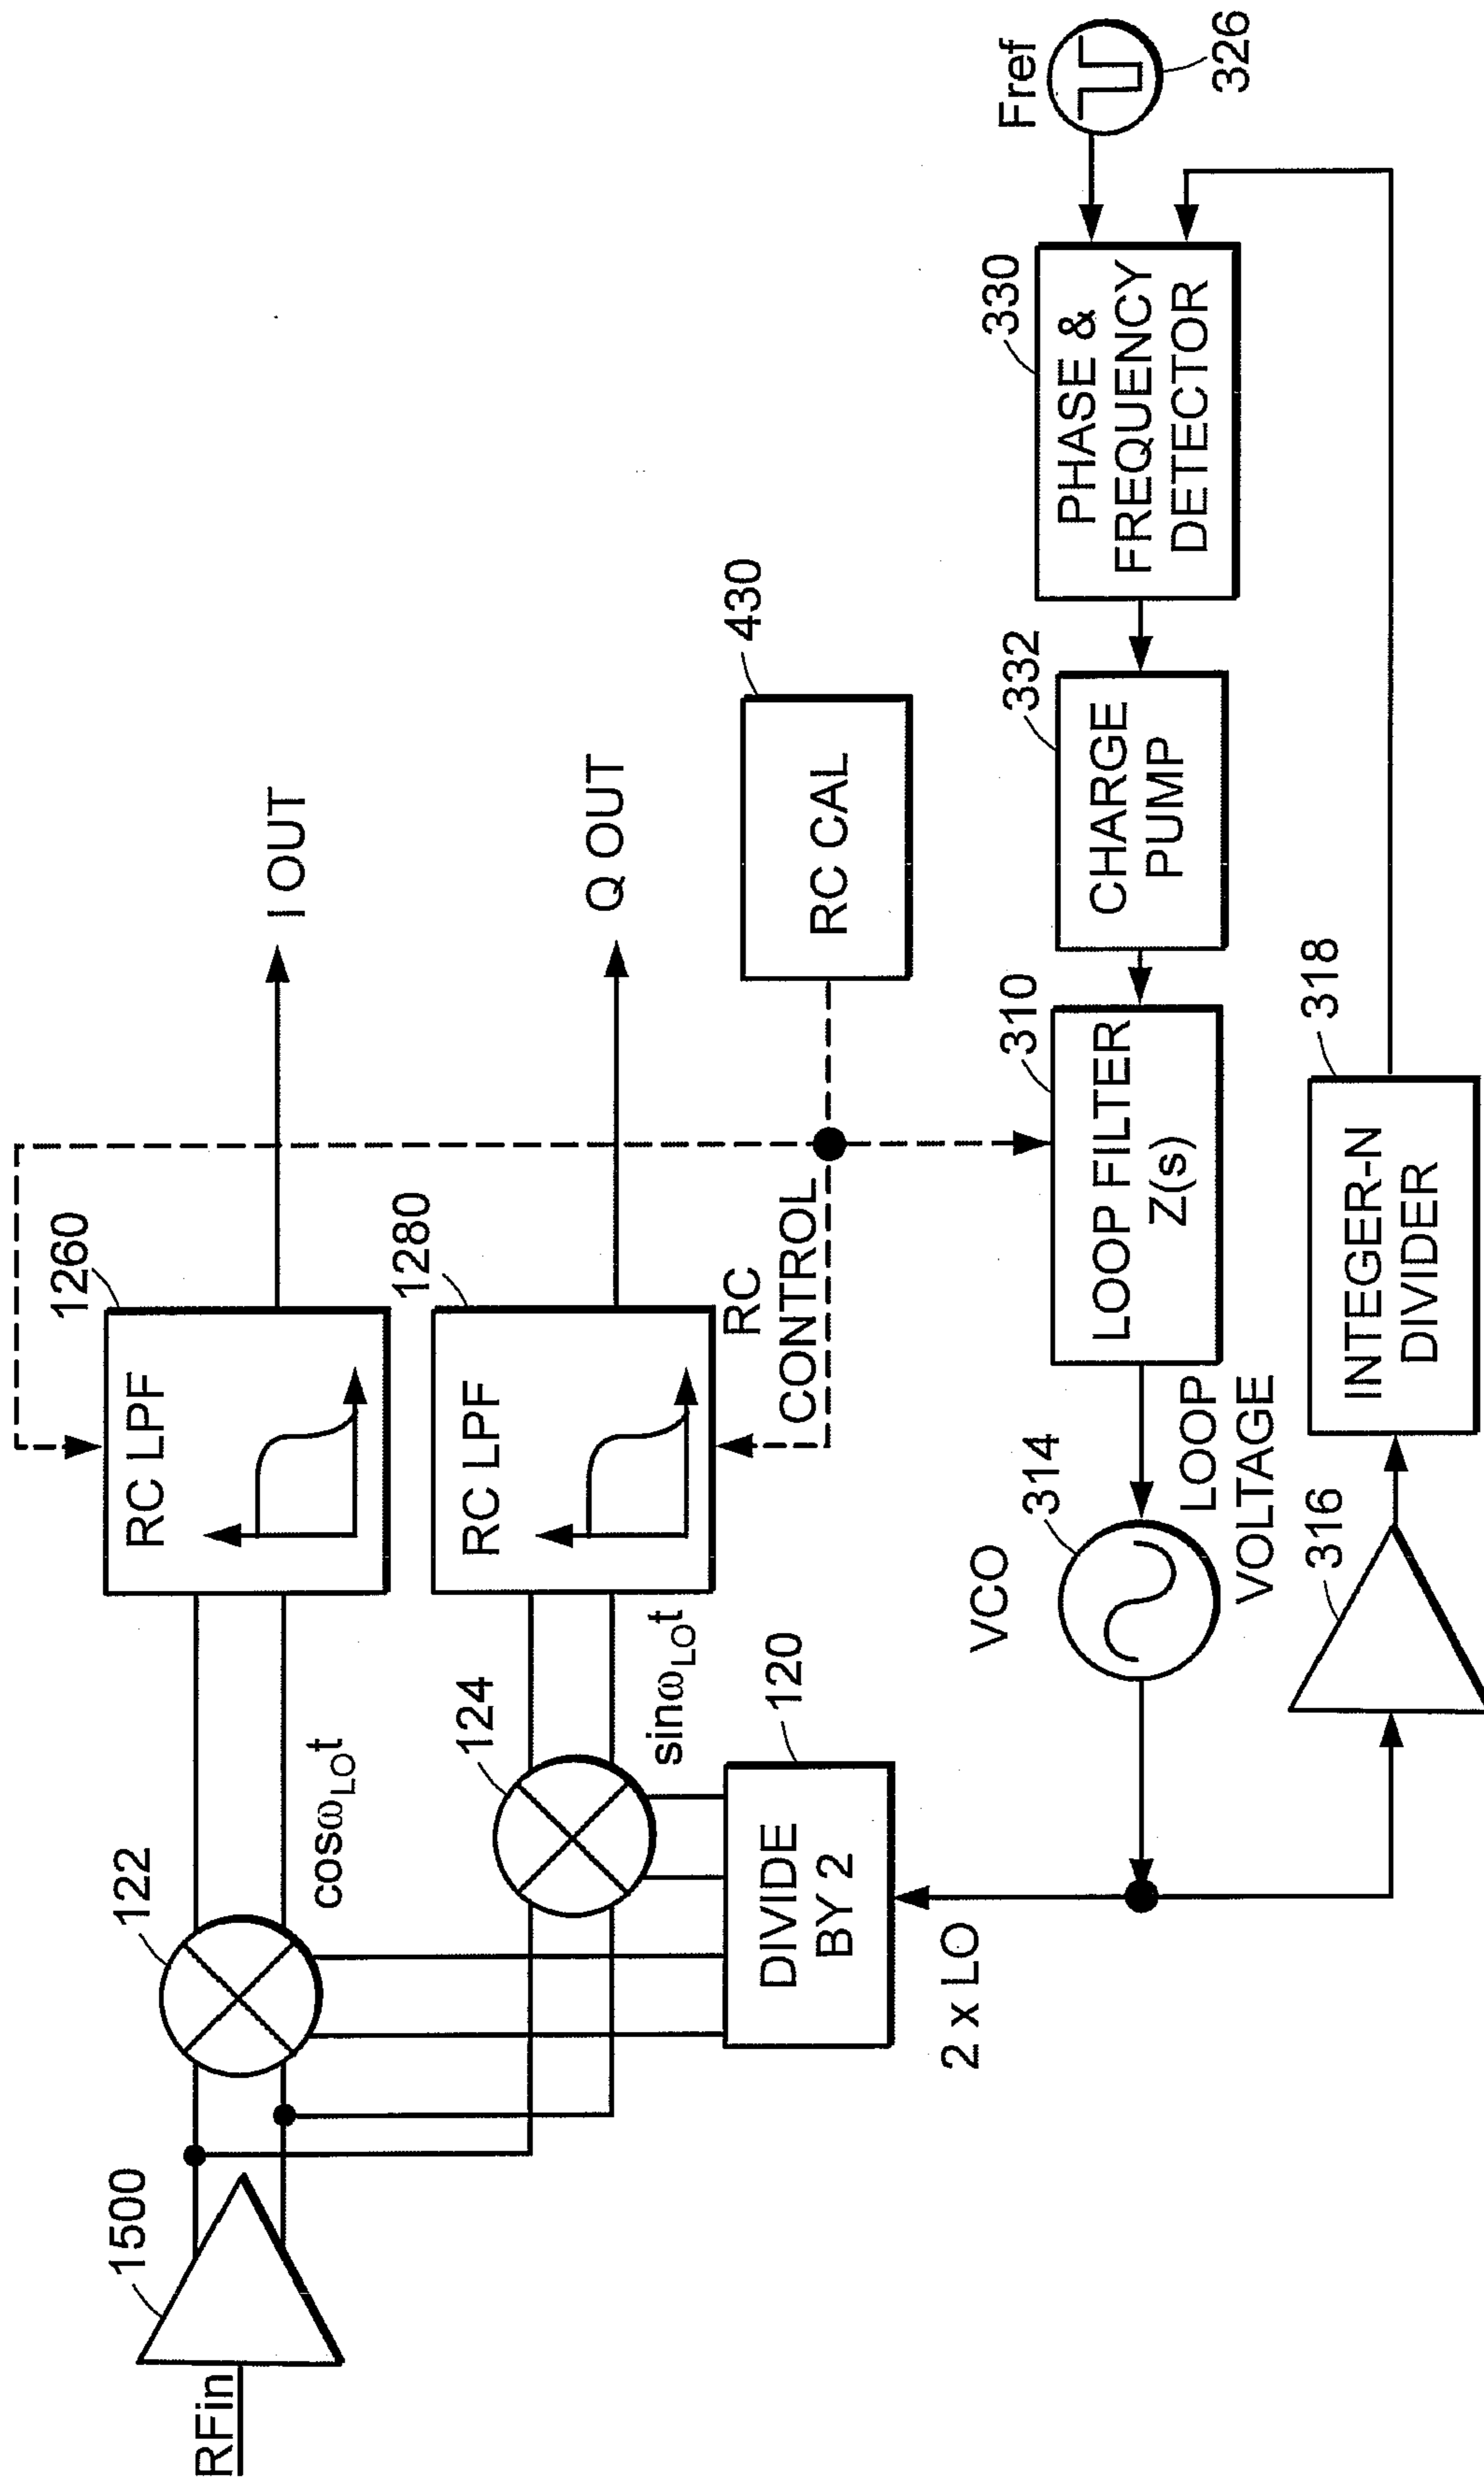 RFin
1500
122
cosωLOt
124
sinωLOt
DIVIDE
BY 2
120
2 x LO
RC LPF
1260
RC LPF
1280
I OUT
Q OUT
RC
CONTROL
RC CAL
430
VCO
314
LOOP
VOLTAGE
LOOP FILTER
Z(s)
310
CHARGE
PUMP
332
PHASE &
FREQUENCY
DETECTOR
330
Fref
326
316
INTEGER-N
DIVIDER
318